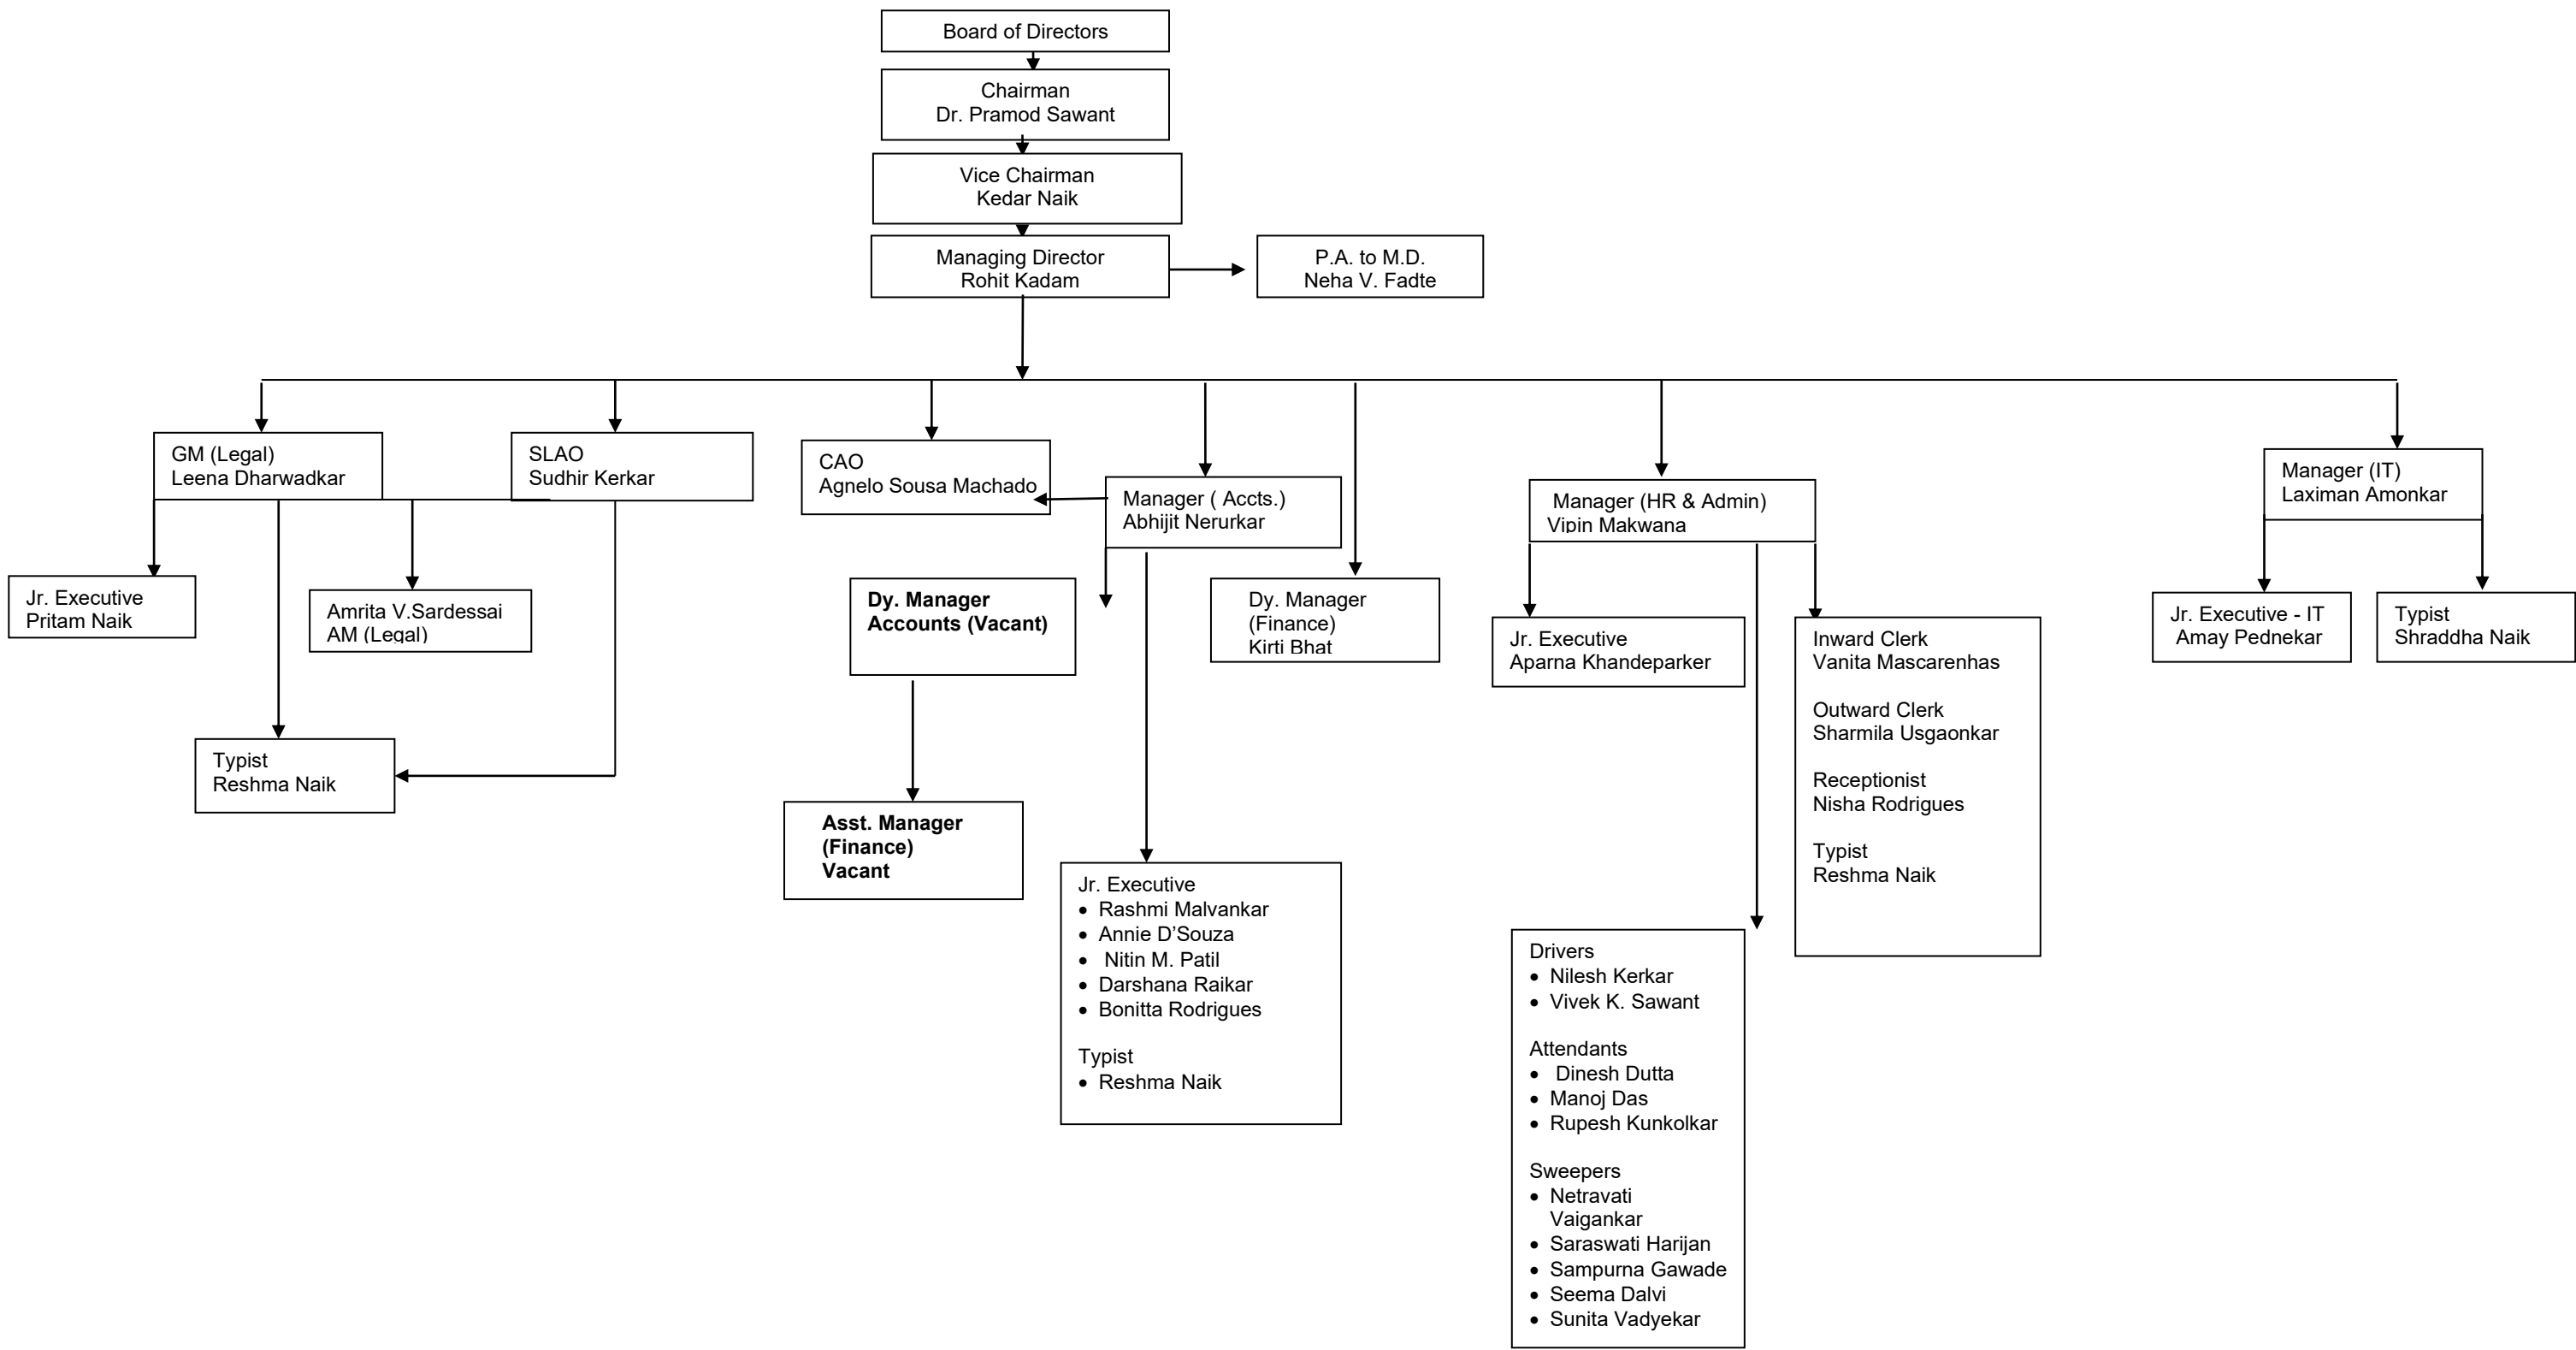 Board of Directors
Chairman
Dr. Pramod Sawant
Vice Chairman
Kedar Naik
Managing Director
Rohit Kadam
P.A. to M.D.
Neha V. Fadte
GM (Legal)
Leena Dharwadkar
SLAO
Sudhir Kerkar
CAO
Agnelo Sousa Machado
Manager ( Accts.)
Abhijit Nerurkar
Manager (HR & Admin)
Vipin Makwana
Manager (IT)
Laximan Amonkar
Jr. Executive
Pritam Naik
Amrita V.Sardessai
AM (Legal)
Dy. Manager
Accounts (Vacant)
Dy. Manager
(Finance)
Kirti Bhat
Jr. Executive
Aparna Khandeparker
Inward Clerk
Vanita Mascarenhas
Outward Clerk
Sharmila Usgaonkar
Receptionist
Nisha Rodrigues
Typist
Reshma Naik
Jr. Executive - IT
Amay Pednekar
Typist
Shraddha Naik
Typist
Reshma Naik
Asst. Manager
(Finance)
Vacant
Jr. Executive
• Rashmi Malvankar
• Annie D’Souza
• Nitin M. Patil
• Darshana Raikar
• Bonitta Rodrigues
Typist
• Reshma Naik
Drivers
• Nilesh Kerkar
• Vivek K. Sawant
Attendants
• Dinesh Dutta
• Manoj Das
• Rupesh Kunkolkar
Sweepers
• Netravati
Vaigankar
• Saraswati Harijan
• Sampurna Gawade
• Seema Dalvi
• Sunita Vadyekar